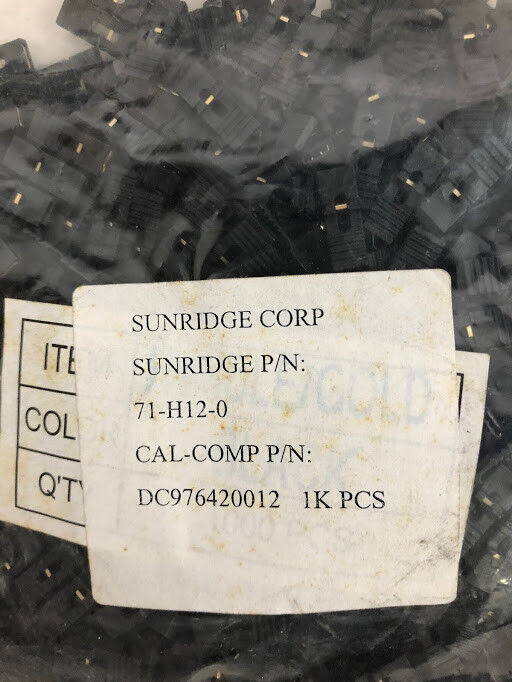 SUNRIDGE CORP
SUNRIDGE P/N:
71-H12-0
CAL-COMP P/N:
DC976420012 1K PCS
ITE
COL
Q'TY